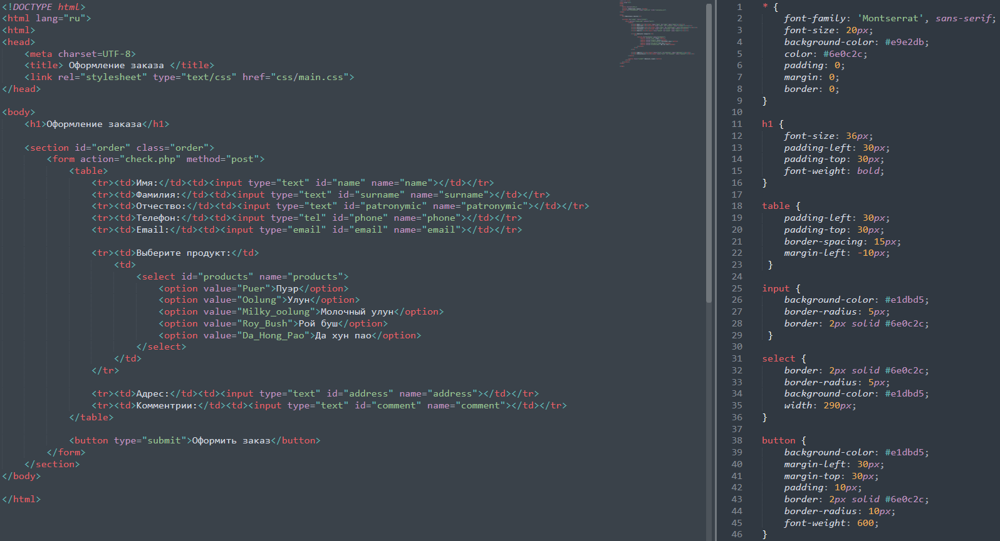 <!DOCTYPE html>
<html lang="ru">
<html>
<head>
    <meta charset=UTF-8>
    <title> Оформление заказа </title>
    <link rel="stylesheet" type="text/css" href="css/main.css">
</head>

<body>
    <h1>Оформление заказа</h1>

    <section id="order" class="order">
        <form action="check.php" method="post">
            <table>
                <tr><td>Имя:</td><td><input type="text" id="name" name="name"></td></tr>
                <tr><td>Фамилия:</td><td><input type="text" id="surname" name="surname"></td></tr>
                <tr><td>Отчество:</td><td><input type="text" id="patronymic" name="patronymic"></td></tr>
                <tr><td>Телефон:</td><td><input type="tel" id="phone" name="phone"></td></tr>
                <tr><td>Email:</td><td><input type="email" id="email" name="email"></td></tr>

                <tr><td>Выберите продукт:</td>
                    <td>
                        <select id="products" name="products">
                            <option value="Puer">Пуэр</option>
                            <option value="Oolung">Улун</option>
                            <option value="Milky_oolung">Молочный улун</option>
                            <option value="Roy_Bush">Рой буш</option>
                            <option value="Da_Hong_Pao">Да хун пао</option>
                        </select>
                    </td>
                </tr>

                <tr><td>Адрес:</td><td><input type="text" id="address" name="address"></td></tr>
                <tr><td>Комментрии:</td><td><input type="text" id="comment" name="comment"></td></tr>
            </table>

            <button type="submit">Оформить заказ</button>
        </form>
    </section>
</body>

</html>
1 * {
2     font-family: 'Montserrat', sans-serif;
3     font-size: 20px;
4     background-color: #e9e2db;
5     color: #6e0c2c;
6     padding: 0;
7     margin: 0;
8     border: 0;
9 }
10
11 h1 {
12     font-size: 36px;
13     padding-left: 30px;
14     padding-top: 30px;
15     font-weight: bold;
16 }
17
18 table {
19     padding-left: 30px;
20     padding-top: 30px;
21     border-spacing: 15px;
22     margin-left: -10px;
23  }
24
25 input {
26     background-color: #e1dbd5;
27     border-radius: 5px;
28     border: 2px solid #6e0c2c;
29  }
30
31 select {
32     border: 2px solid #6e0c2c;
33     border-radius: 5px;
34     background-color: #e1dbd5;
35     width: 290px;
36 }
37
38 button {
39     background-color: #e1dbd5;
40     margin-left: 30px;
41     margin-top: 30px;
42     padding: 10px;
43     border: 2px solid #6e0c2c;
44     border-radius: 10px;
45     font-weight: 600;
46 }